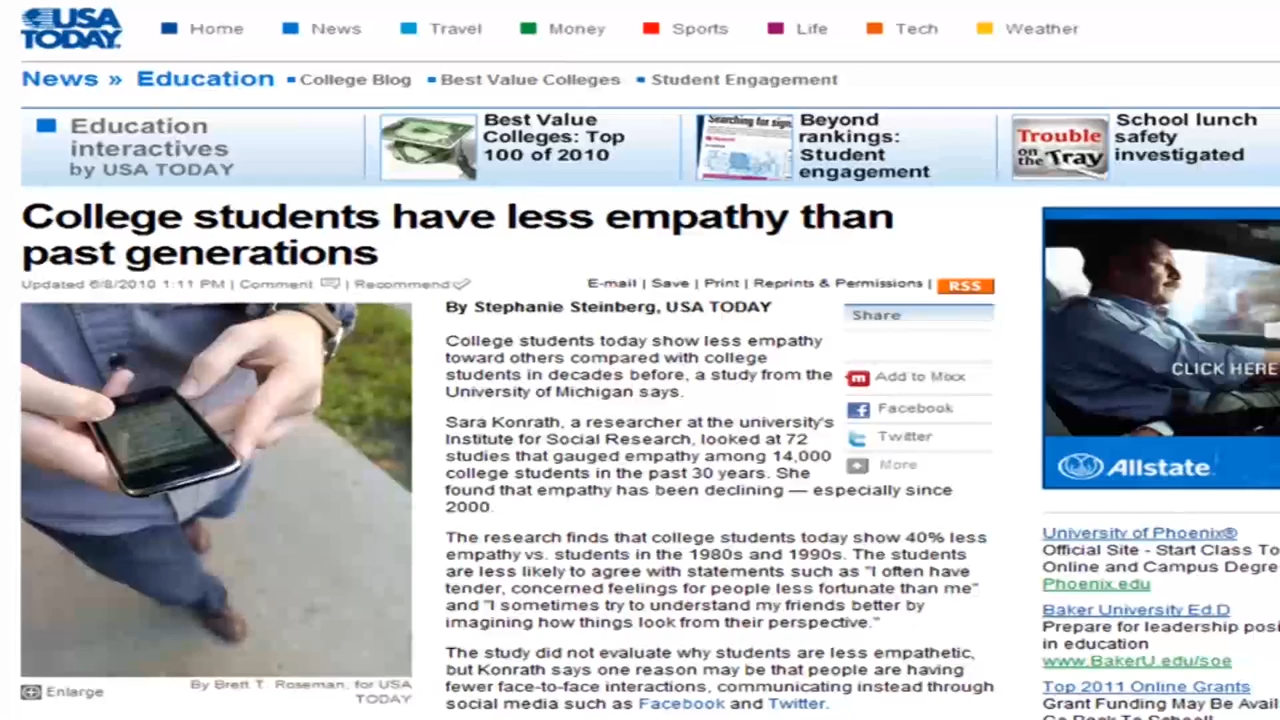 USA
TODAY
Home News Travel Money Sports Life Tech Weather
News » Education College Blog Best Value Colleges Student Engagement
Education
interactives
by USA TODAY
Best Value
Colleges: Top
100 of 2010
Searching for sign
Beyond
rankings:
Student
engagement
Trouble
on the Tray
School lunch
safety
investigated
College students have less empathy than
past generations
Updated 6/8/2010 1:11 PM | Comment | Recommend
E-mail | Save | Print | Reprints & Permissions | RSS
By Stephanie Steinberg, USA TODAY
College students today show less empathy
toward others compared with college
students in decades before, a study from the
University of Michigan says.
Sara Konrath, a researcher at the university's
Institute for Social Research, looked at 72
studies that gauged empathy among 14,000
college students in the past 30 years. She
found that empathy has been declining — especially since
2000.
The research finds that college students today show 40% less
empathy vs. students in the 1980s and 1990s. The students
are less likely to agree with statements such as "I often have
tender, concerned feelings for people less fortunate than me"
and "I sometimes try to understand my friends better by
imagining how things look from their perspective."
The study did not evaluate why students are less empathetic,
but Konrath says one reason may be that people are having
fewer face-to-face interactions, communicating instead through
social media such as Facebook and Twitter.
Share
Add to Mixx
Facebook
Twitter
More
Enlarge
By Brett T. Roseman, for USA
TODAY
CLICK HERE
Allstate
University of Phoenix®
Official Site - Start Class To
Online and Campus Degre
Phoenix.edu
Baker University Ed.D
Prepare for leadership posi
in education
www.BakerU.edu/soe
Top 2011 Online Grants
Grant Funding May Be Avail